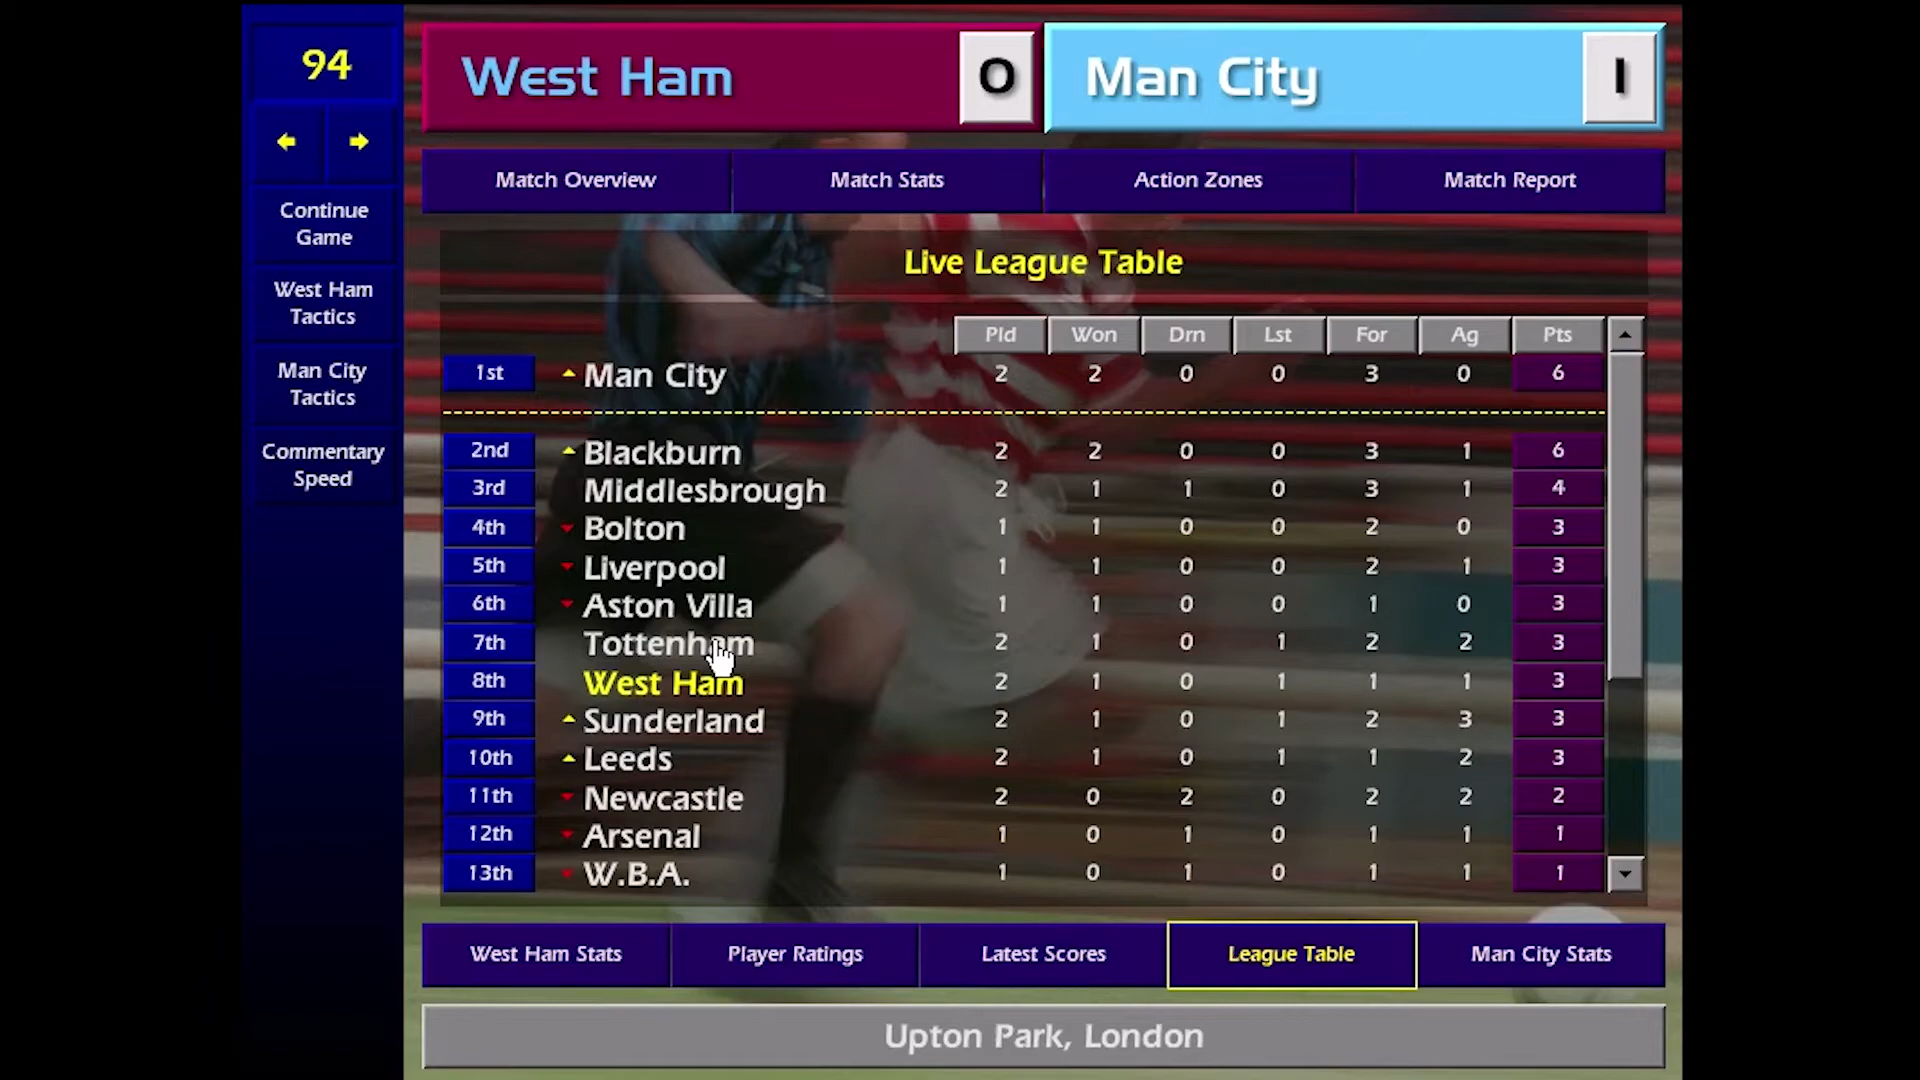 94
West Ham 0 Man City 1
Match Overview Match Stats Action Zones Match Report
Continue
Game
West Ham
Tactics
Man City
Tactics
Commentary
Speed
Live League Table
Pld Won Drn Lst For Ag Pts
1st Man City 2 2 0 0 3 0 6
2nd Blackburn 2 2 0 0 3 1 6
3rd Middlesbrough 2 1 1 0 3 1 4
4th Bolton 1 1 0 0 2 0 3
5th Liverpool 1 1 0 0 2 1 3
6th Aston Villa 1 1 0 0 1 0 3
7th Tottenham 2 1 0 1 2 2 3
8th West Ham 2 1 0 1 1 1 3
9th Sunderland 2 1 0 1 2 3 3
10th Leeds 2 1 0 1 1 2 3
11th Newcastle 2 0 2 0 2 2 2
12th Arsenal 1 0 1 0 1 1 1
13th W.B.A. 1 0 1 0 1 1 1
West Ham Stats Player Ratings Latest Scores League Table Man City Stats
Upton Park, London